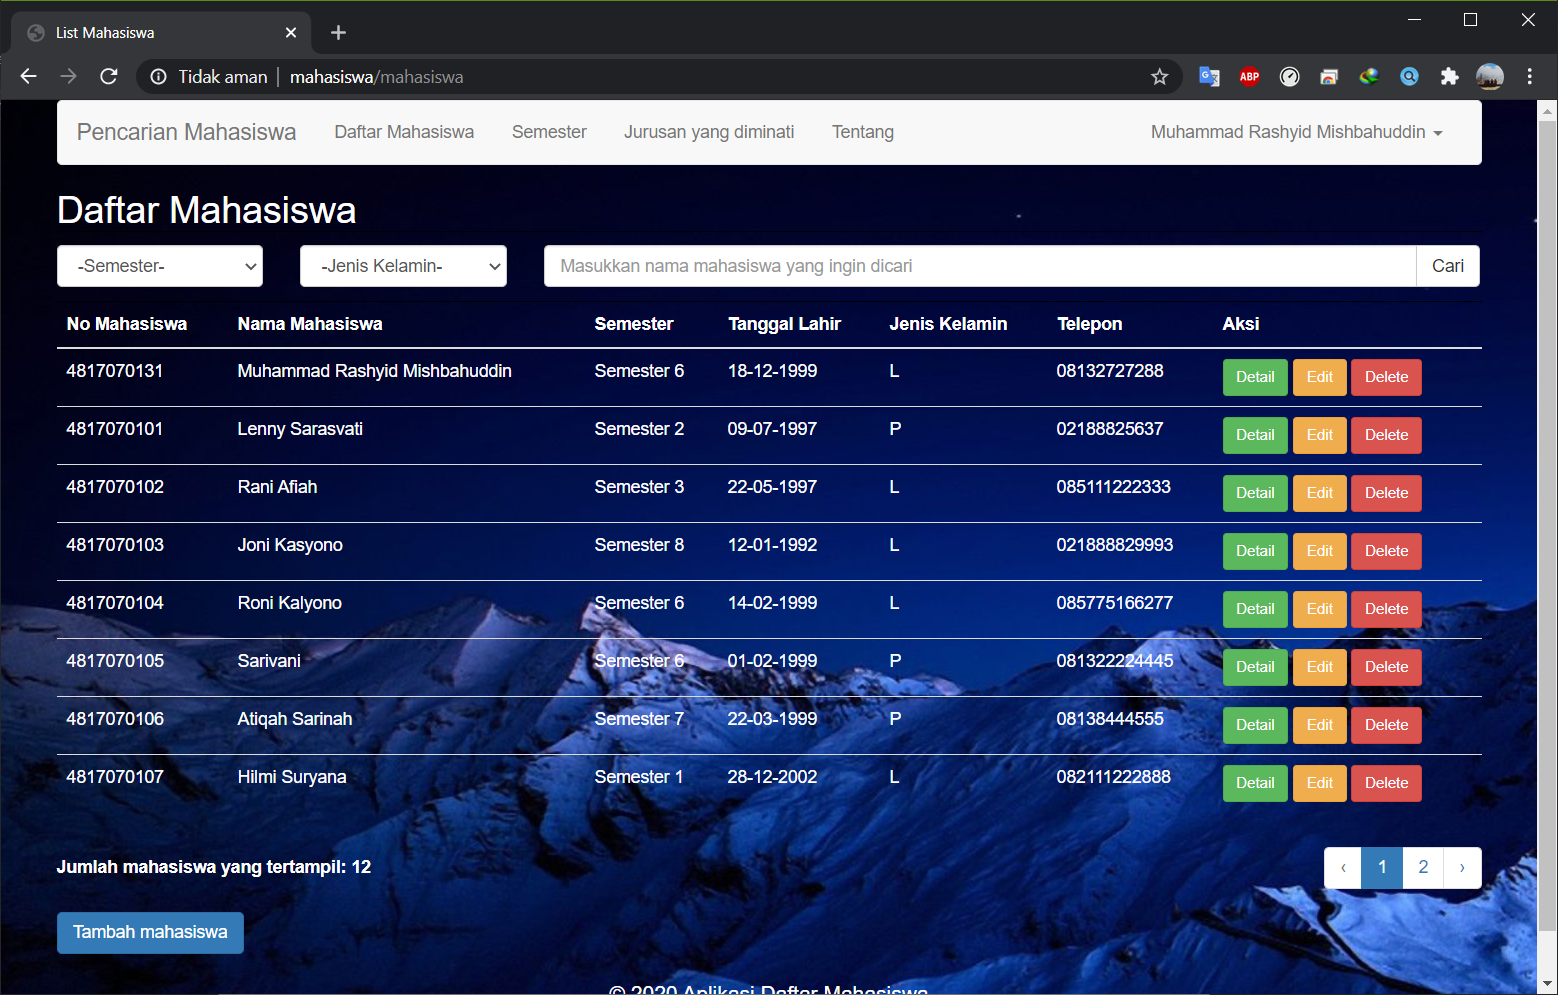 List Mahasiswa
Tidak aman | mahasiswa/mahasiswa
ABP
Pencarian Mahasiswa Daftar Mahasiswa Semester Jurusan yang diminati Tentang Muhammad Rashyid Mishbahuddin
Daftar Mahasiswa
-Semester- -Jenis Kelamin- Masukkan nama mahasiswa yang ingin dicari Cari
No Mahasiswa Nama Mahasiswa Semester Tanggal Lahir Jenis Kelamin Telepon Aksi
4817070131 Muhammad Rashyid Mishbahuddin Semester 6 18-12-1999 L 08132727288 Detail Edit Delete
4817070101 Lenny Sarasvati Semester 2 09-07-1997 P 02188825637 Detail Edit Delete
4817070102 Rani Afiah Semester 3 22-05-1997 L 085111222333 Detail Edit Delete
4817070103 Joni Kasyono Semester 8 12-01-1992 L 021888829993 Detail Edit Delete
4817070104 Roni Kalyono Semester 6 14-02-1999 L 085775166277 Detail Edit Delete
4817070105 Sarivani Semester 6 01-02-1999 P 081322224445 Detail Edit Delete
4817070106 Atiqah Sarinah Semester 7 22-03-1999 P 08138444555 Detail Edit Delete
4817070107 Hilmi Suryana Semester 1 28-12-2002 L 082111222888 Detail Edit Delete
Jumlah mahasiswa yang tertampil: 12 ‹ 1 2 ›
Tambah mahasiswa
© 2020 Aplikasi Daftar Mahasiswa